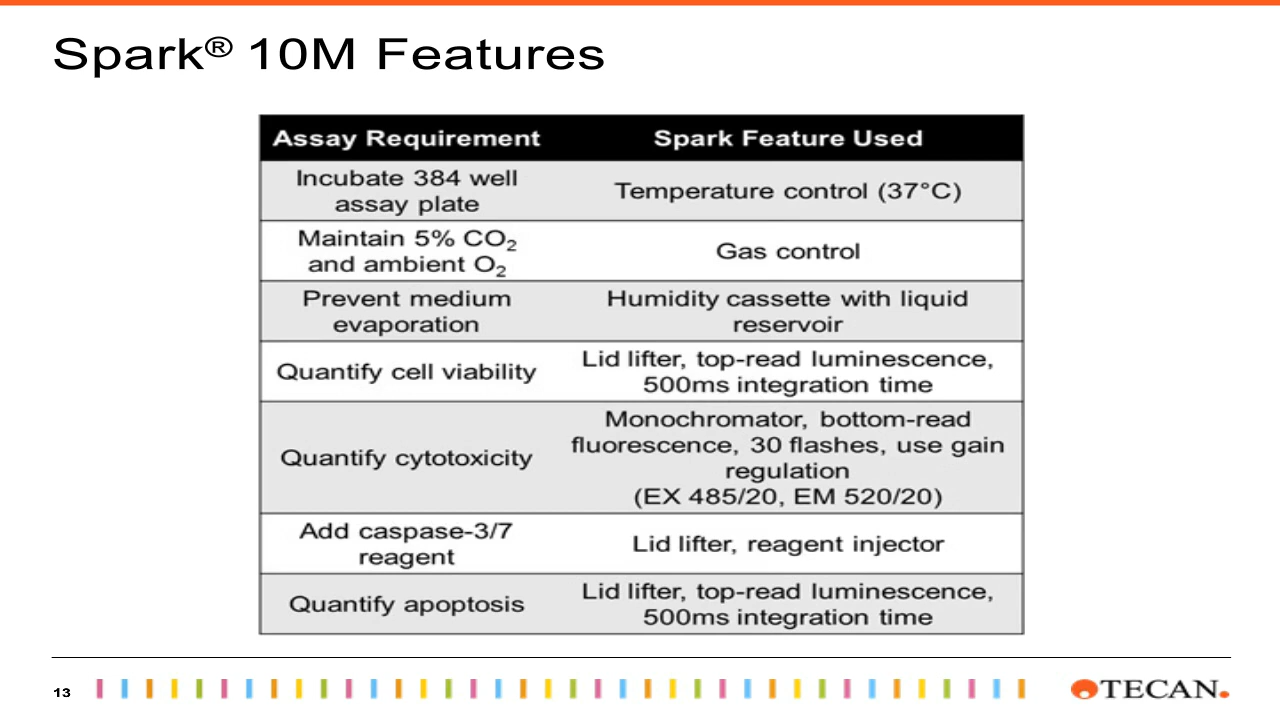 Spark® 10M Features
Assay Requirement
Spark Feature Used
Incubate 384 well
assay plate
Temperature control (37°C)
Maintain 5% CO₂
and ambient O₂
Gas control
Prevent medium
evaporation
Humidity cassette with liquid
reservoir
Quantify cell viability
Lid lifter, top-read luminescence,
500ms integration time
Quantify cytotoxicity
Monochromator, bottom-read
fluorescence, 30 flashes, use gain
regulation
(EX 485/20, EM 520/20)
Add caspase-3/7
reagent
Lid lifter, reagent injector
Quantify apoptosis
Lid lifter, top-read luminescence,
500ms integration time
13
TECAN.